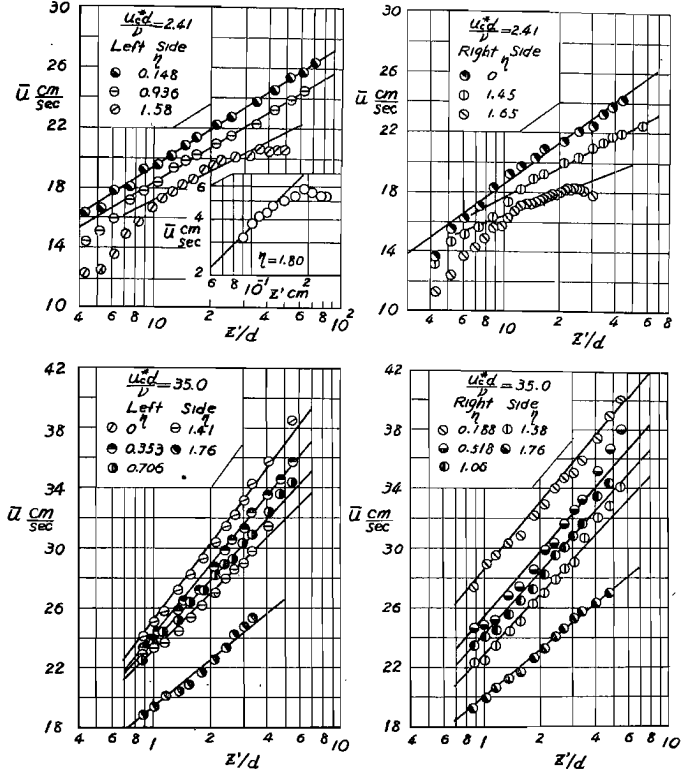 30
u*c d / ν = 2.41
Left Side
η
0.148
0.936
1.58
26
ū cm/sec
22
18
14
10
6
ū cm/sec
4
2
η = 1.80
6 8 10⁻¹ 2
z' cm
4 6 8 10 2 4 6 8 10²
z'/d
30
u*c d / ν = 2.41
Right Side
η
0
1.45
1.65
26
ū cm/sec
22
18
14
10
4 6 8 10 2 4 6 8
z'/d
42
u*c d / ν = 35.0
Left Side
η η
0 1.41
0.353 1.76
0.706
38
34
ū cm/sec
30
26
22
18
6 8 1 2 4 6 8 10
z'/d
42
u*c d / ν = 35.0
Right Side
η η
0.188 1.38
0.518 1.76
1.06
38
34
ū cm/sec
30
26
22
18
6 8 1 2 4 6 8 10
z'/d